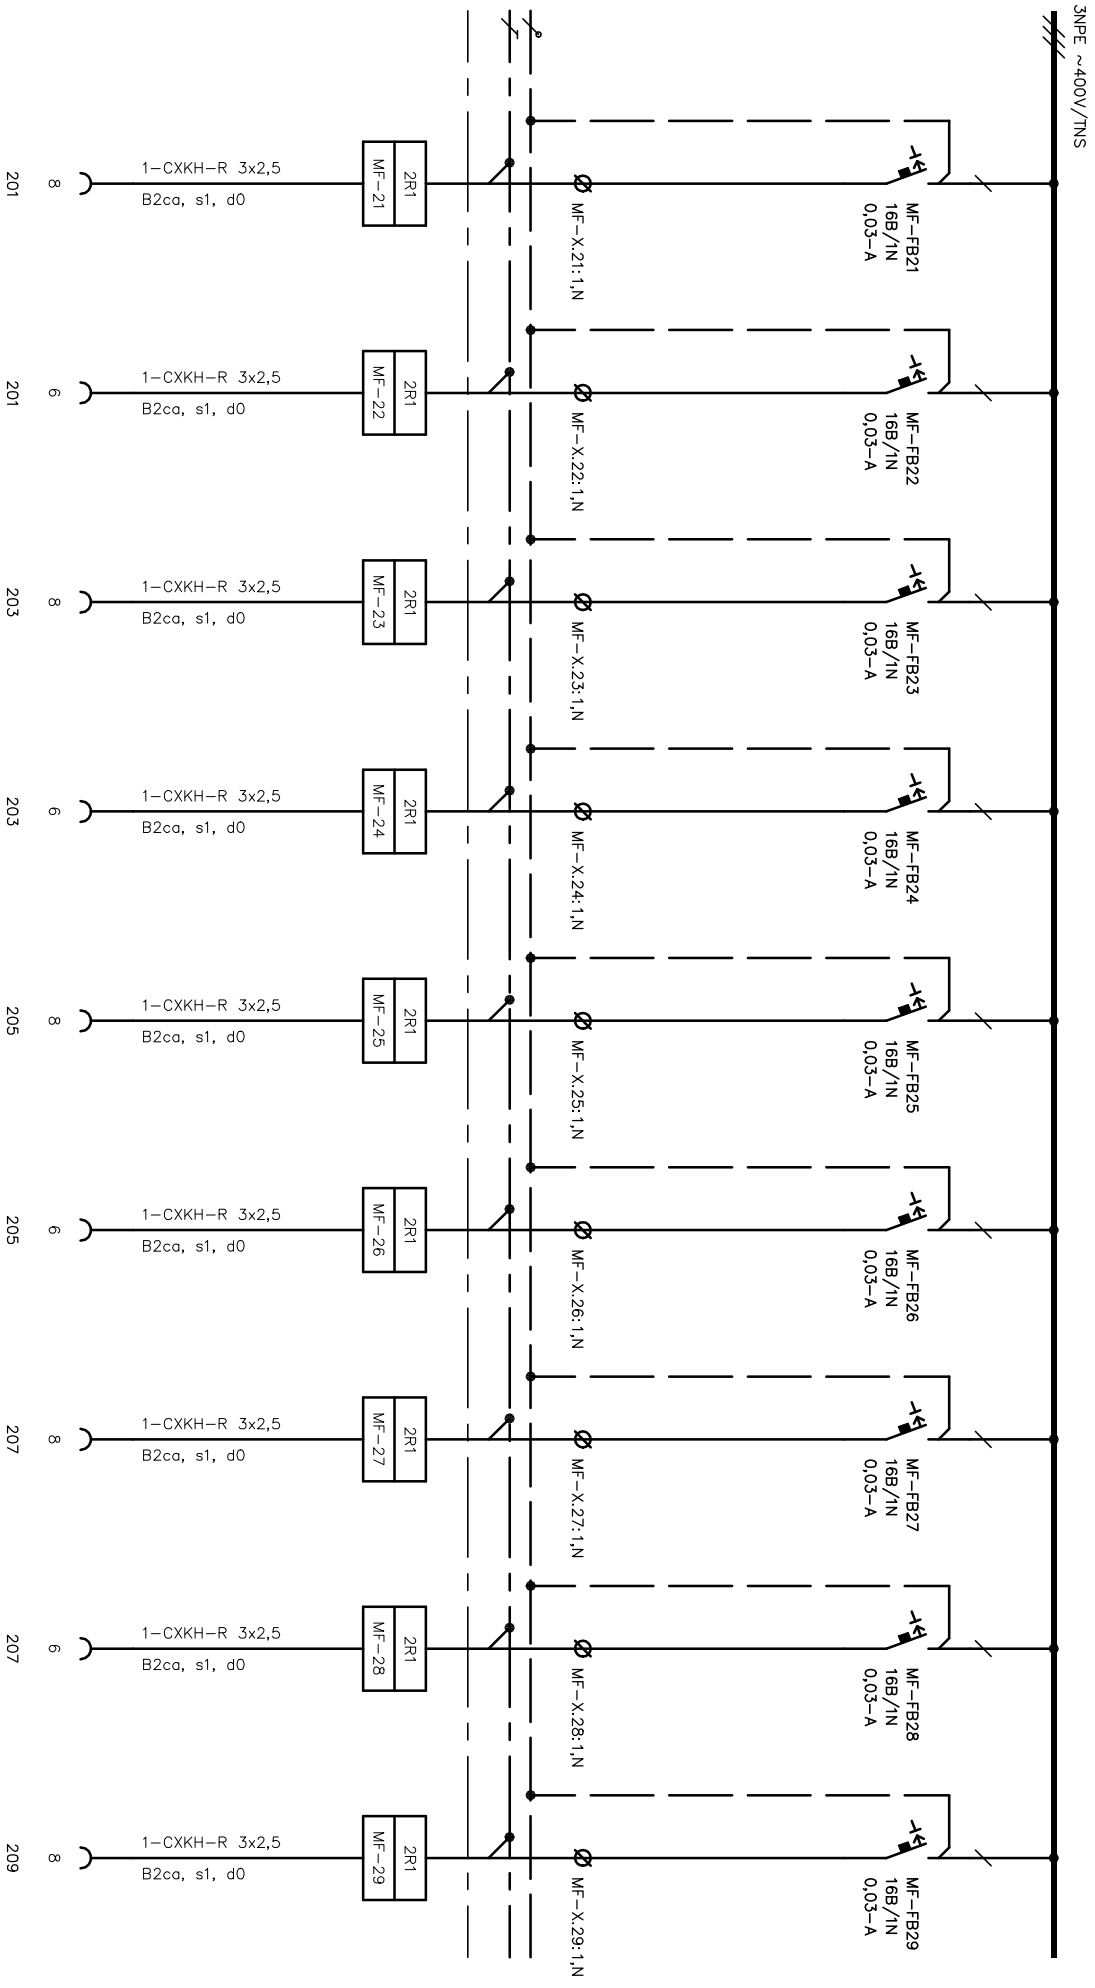 3NPE ~400V/TNS
MF-FB21
16B/1N
0,03-A
MF-X.21:1,N
2R1
MF-21
1-CXKH-R 3x2,5
B2ca, s1, d0
8
201
MF-FB22
16B/1N
0,03-A
MF-X.22:1,N
2R1
MF-22
1-CXKH-R 3x2,5
B2ca, s1, d0
6
201
MF-FB23
16B/1N
0,03-A
MF-X.23:1,N
2R1
MF-23
1-CXKH-R 3x2,5
B2ca, s1, d0
8
203
MF-FB24
16B/1N
0,03-A
MF-X.24:1,N
2R1
MF-24
1-CXKH-R 3x2,5
B2ca, s1, d0
6
203
MF-FB25
16B/1N
0,03-A
MF-X.25:1,N
2R1
MF-25
1-CXKH-R 3x2,5
B2ca, s1, d0
8
205
MF-FB26
16B/1N
0,03-A
MF-X.26:1,N
2R1
MF-26
1-CXKH-R 3x2,5
B2ca, s1, d0
6
205
MF-FB27
16B/1N
0,03-A
MF-X.27:1,N
2R1
MF-27
1-CXKH-R 3x2,5
B2ca, s1, d0
8
207
MF-FB28
16B/1N
0,03-A
MF-X.28:1,N
2R1
MF-28
1-CXKH-R 3x2,5
B2ca, s1, d0
6
207
MF-FB29
16B/1N
0,03-A
MF-X.29:1,N
2R1
MF-29
1-CXKH-R 3x2,5
B2ca, s1, d0
8
209